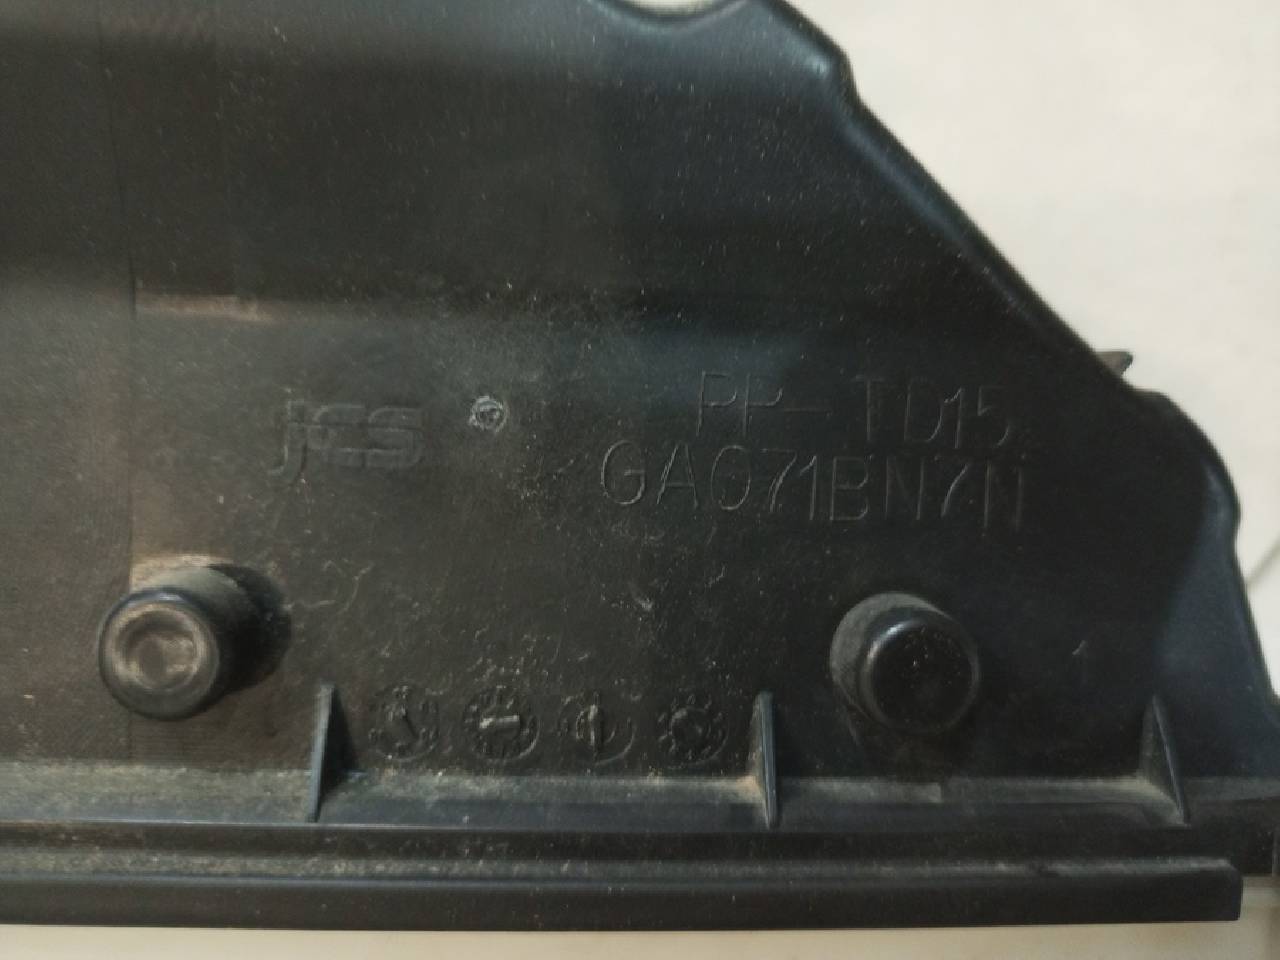 JCS
PP-TD15
GA071BN7N
1